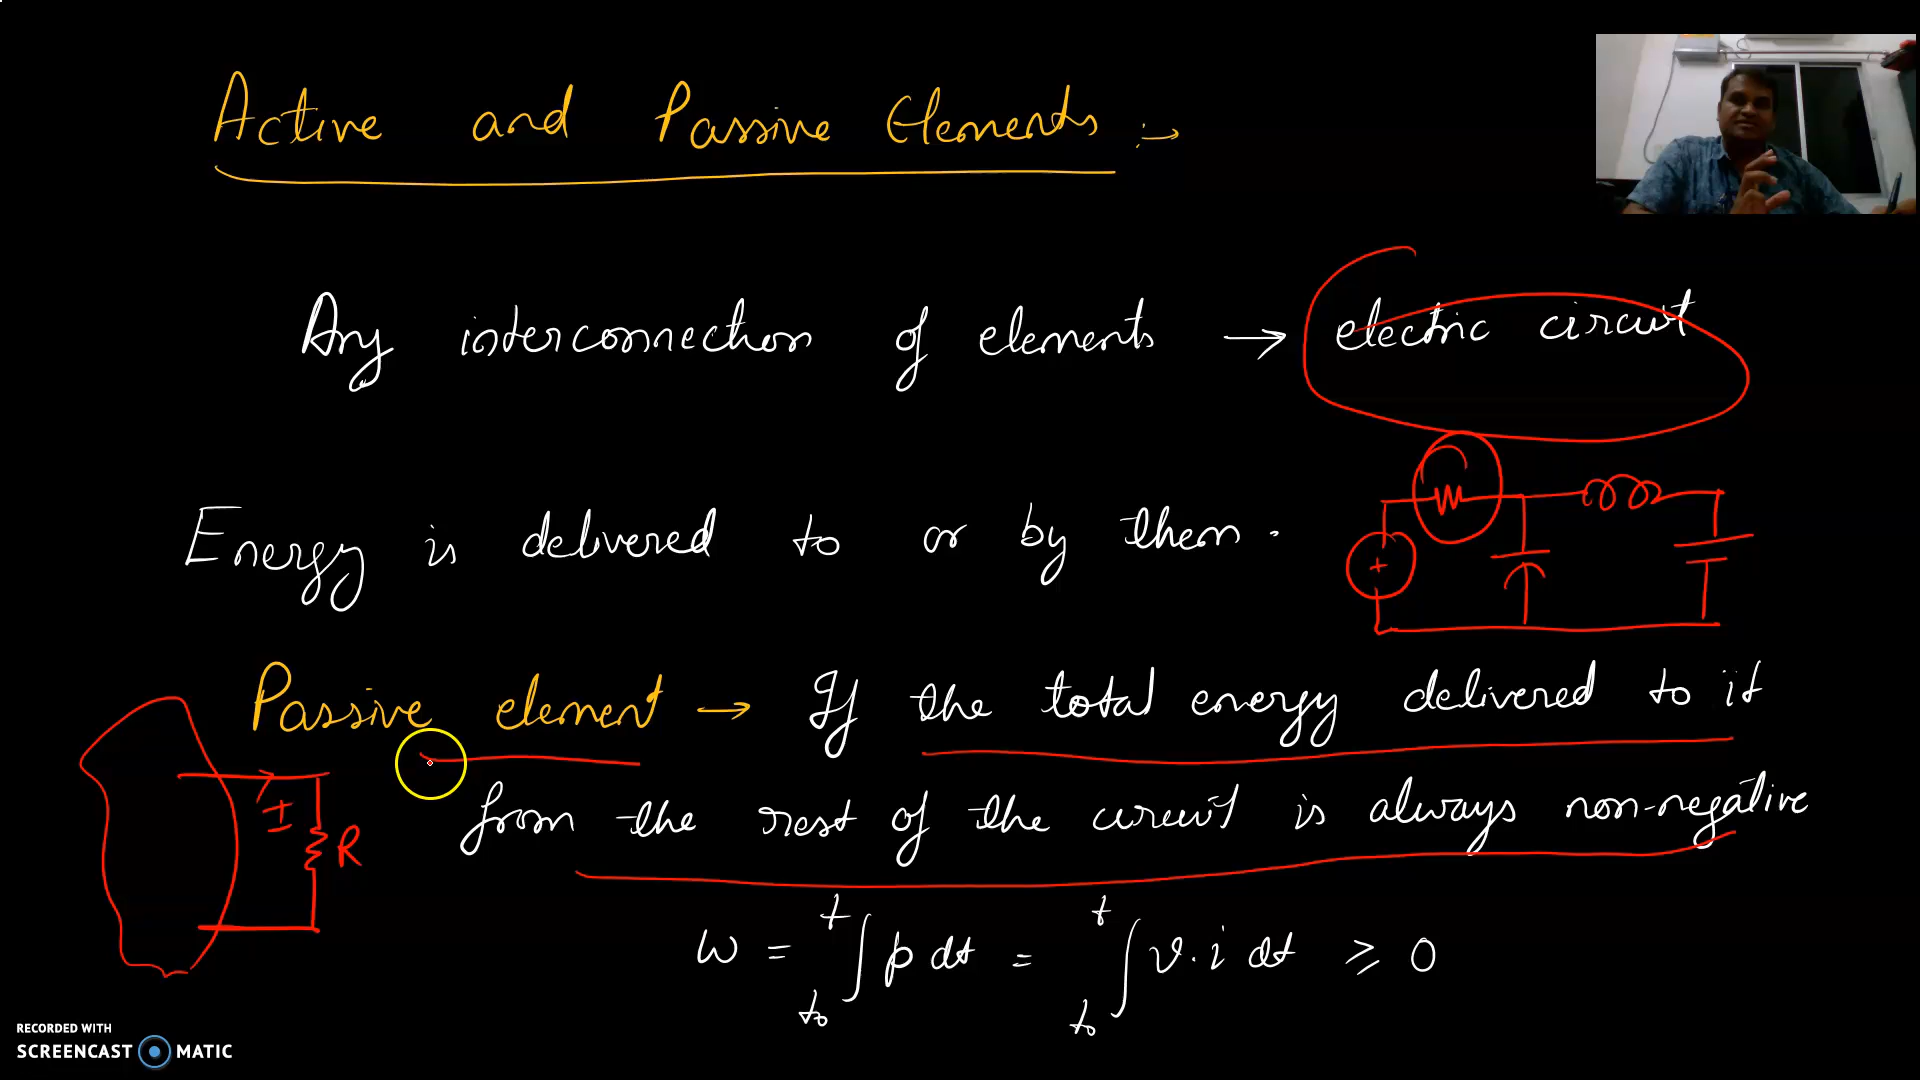 Active and Passive Elements :→
Any interconnection of elements → electric circuit
Energy is delivered to or by them.
+
Passive element → If the total energy delivered to it
from the rest of the circuit is always non-negative
I
R
w = ∫ₜ₀ᵗ p dt = ∫ₜ₀ᵗ v.i dt ≥ 0
RECORDED WITH
SCREENCAST MATIC